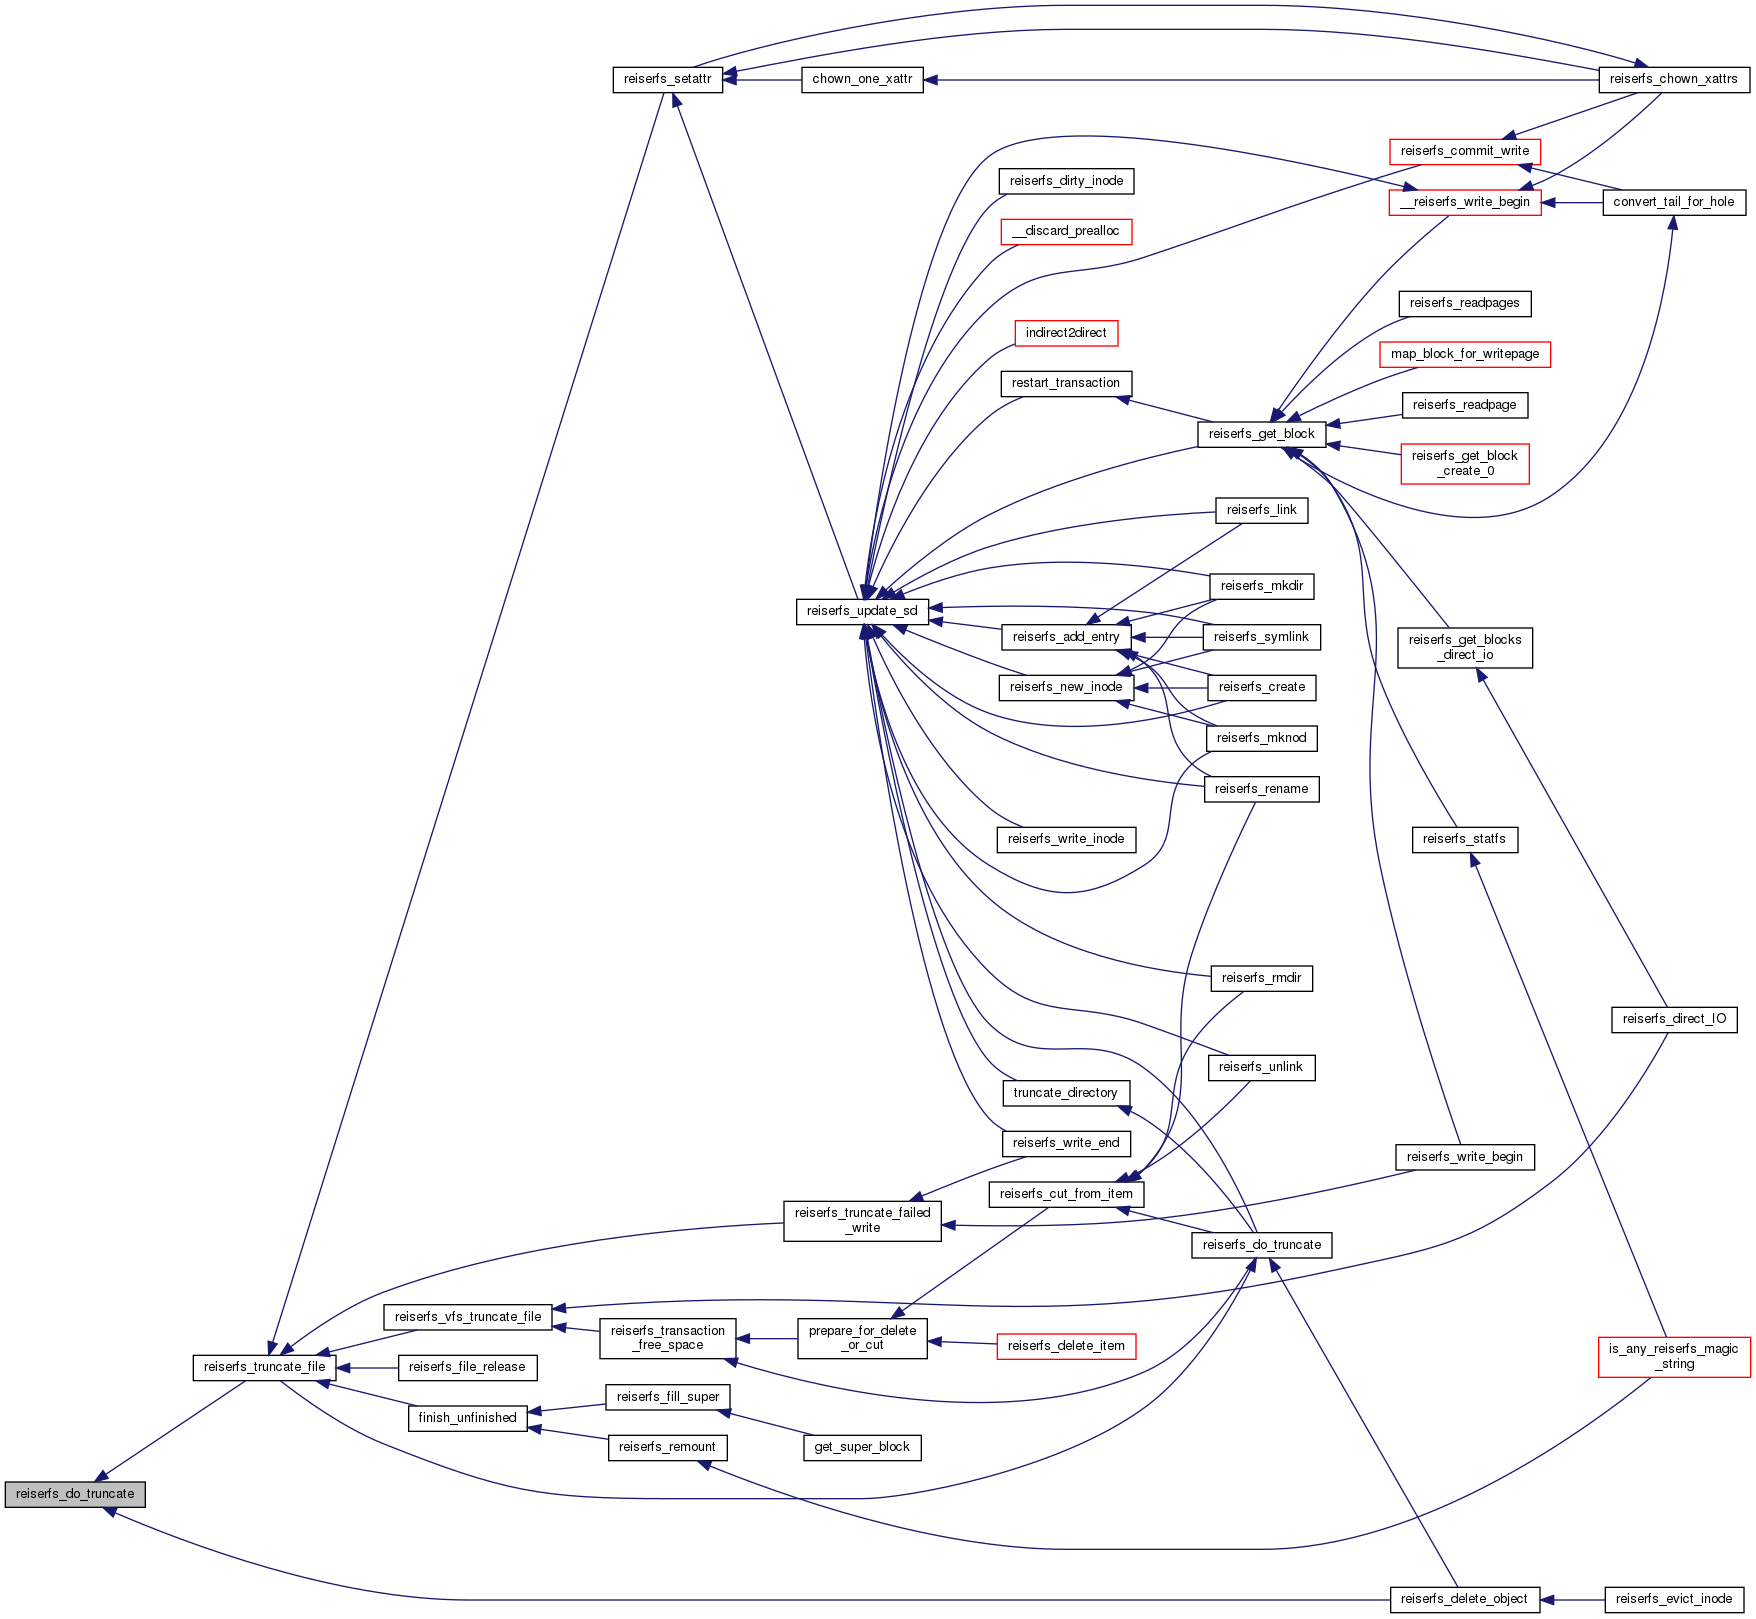 reiserfs_setattr
chown_one_xattr
reiserfs_chown_xattrs
reiserfs_commit_write
reiserfs_dirty_inode
__reiserfs_write_begin
convert_tail_for_hole
__discard_prealloc
reiserfs_readpages
indirect2direct
map_block_for_writepage
restart_transaction
reiserfs_readpage
reiserfs_get_block
reiserfs_get_block
_create_0
reiserfs_link
reiserfs_mkdir
reiserfs_update_sd
reiserfs_add_entry
reiserfs_symlink
reiserfs_get_blocks
_direct_io
reiserfs_new_inode
reiserfs_create
reiserfs_mknod
reiserfs_rename
reiserfs_write_inode
reiserfs_statfs
reiserfs_rmdir
reiserfs_direct_IO
reiserfs_unlink
truncate_directory
reiserfs_write_end
reiserfs_write_begin
reiserfs_cut_from_item
reiserfs_truncate_failed
_write
reiserfs_do_truncate
reiserfs_vfs_truncate_file
reiserfs_transaction
_free_space
prepare_for_delete
_or_cut
reiserfs_delete_item
is_any_reiserfs_magic
_string
reiserfs_truncate_file
reiserfs_file_release
reiserfs_fill_super
finish_unfinished
reiserfs_remount
get_super_block
reiserfs_do_truncate
reiserfs_delete_object
reiserfs_evict_inode